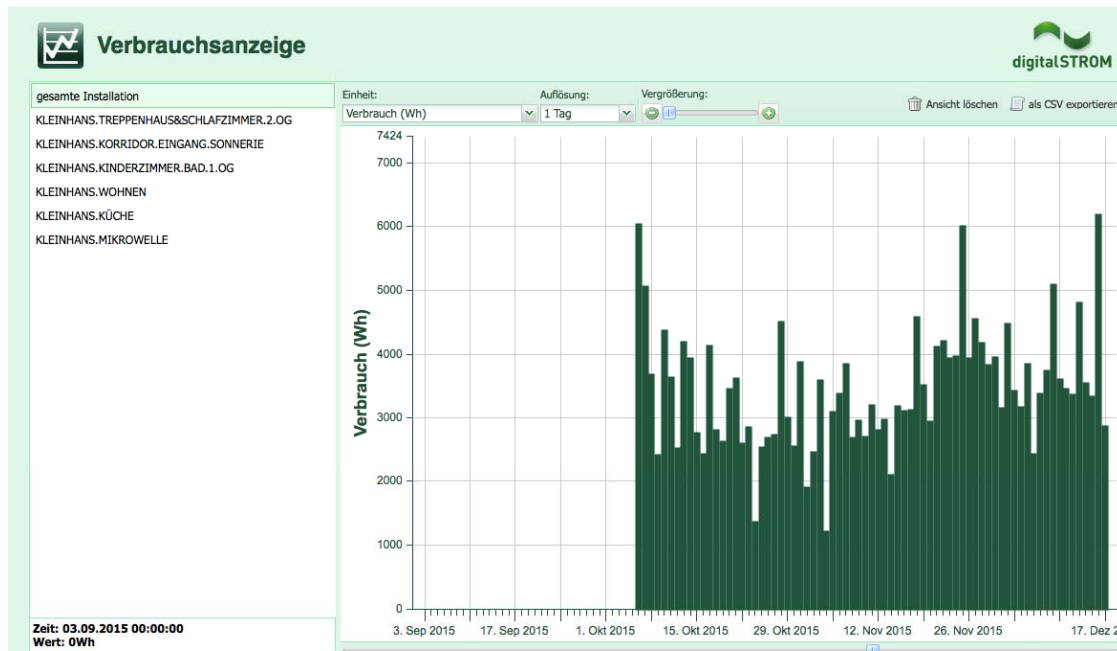 Verbrauchsanzeige
digitalSTROM
gesamte Installation
KLEINHANS.TREPPENHAUS&SCHLAFZIMMER.2.OG
KLEINHANS.KORRIDOR.EINGANG.SONNERIE
KLEINHANS.KINDERZIMMER.BAD.1.OG
KLEINHANS.WOHNEN
KLEINHANS.KÜCHE
KLEINHANS.MIKROWELLE
Einheit:
Auflösung:
Vergrößerung:
Verbrauch (Wh)
1 Tag
Ansicht löschen
als CSV exportieren
7424
7000
6000
5000
4000
3000
2000
1000
0
Verbrauch (Wh)
3. Sep 2015
17. Sep 2015
1. Okt 2015
15. Okt 2015
29. Okt 2015
12. Nov 2015
26. Nov 2015
17. Dez 2
Zeit: 03.09.2015 00:00:00
Wert: 0Wh